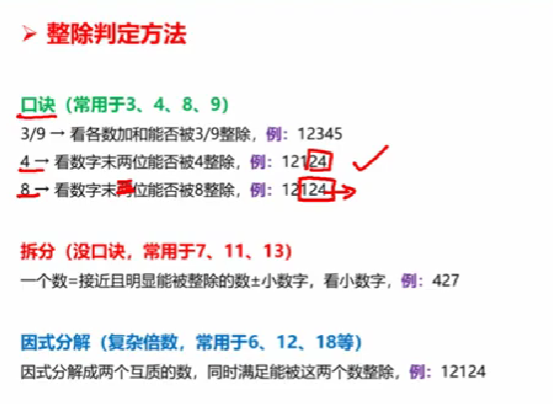 ➢ 整除判定方法
口诀（常用于3、4、8、9）
3/9 → 看各数加和能否被3/9整除，例：12345
4 → 看数字末两位能否被4整除，例：12124
8 → 看数字末三位能否被8整除，例：12124
拆分（没口诀，常用于7、11、13）
一个数=接近且明显能被整除的数±小数字，看小数字，例：427
因式分解（复杂倍数，常用于6、12、18等）
因式分解成两个互质的数，同时满足能被这两个数整除，例：12124